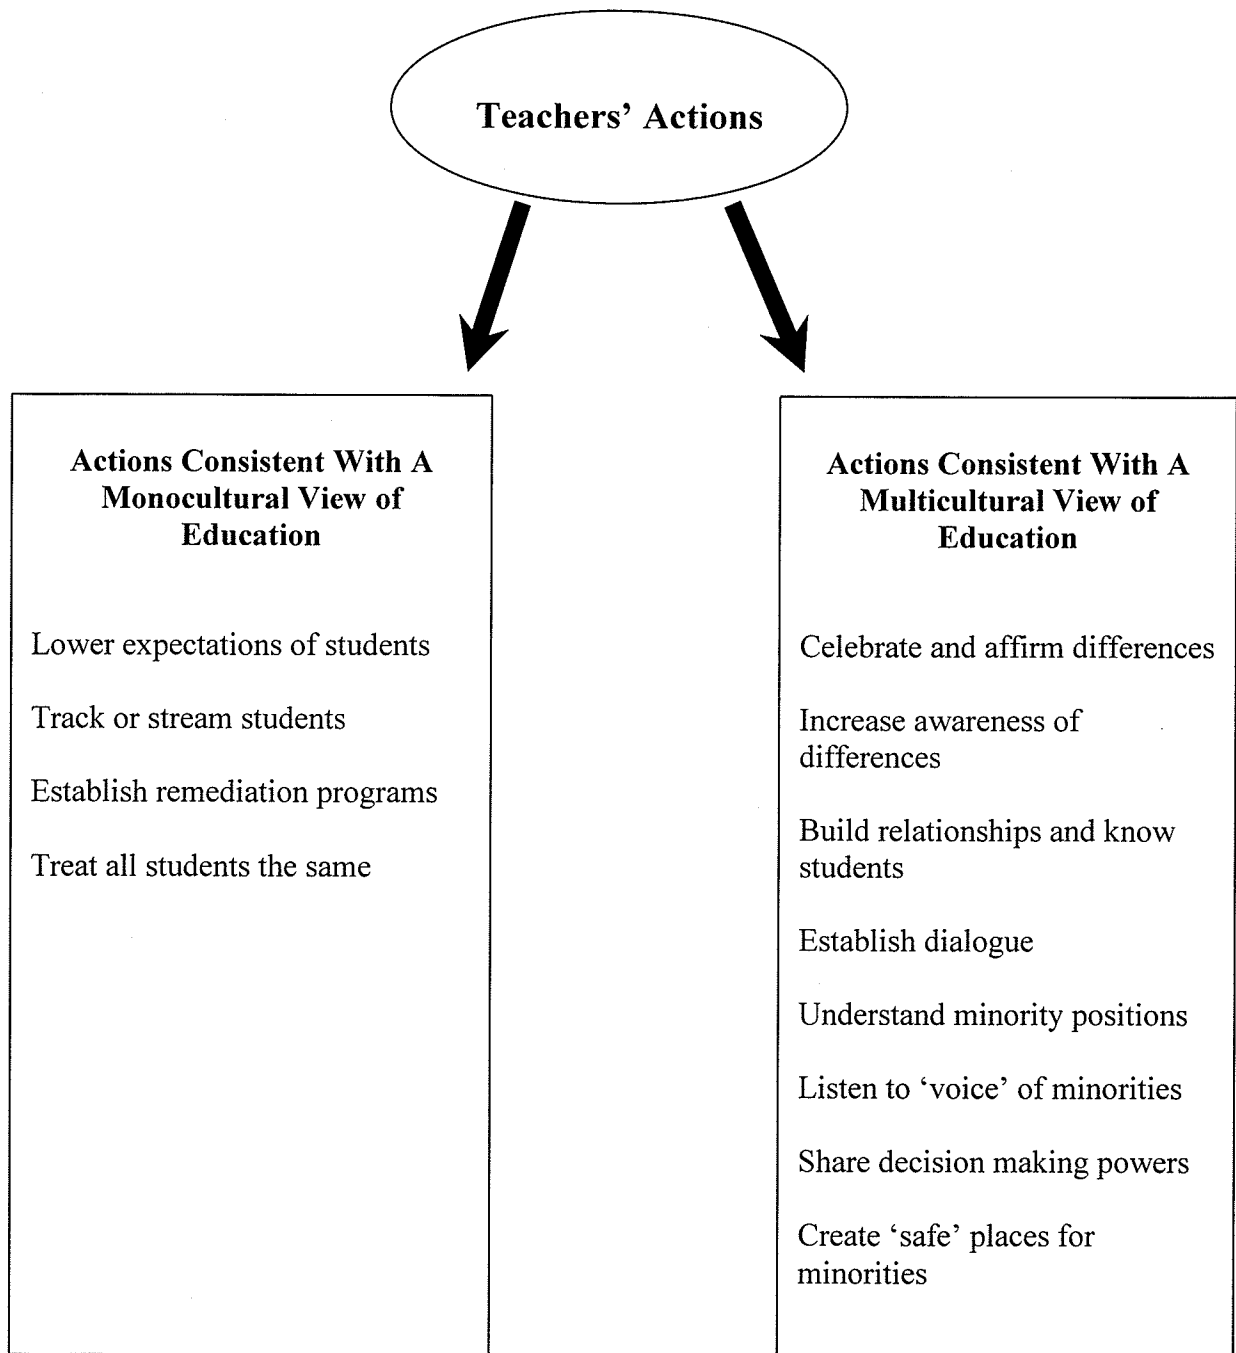 Teachers’ Actions
Actions Consistent With A
Monocultural View of
Education
Lower expectations of students
Track or stream students
Establish remediation programs
Treat all students the same
Actions Consistent With A
Multicultural View of
Education
Celebrate and affirm differences
Increase awareness of
differences
Build relationships and know
students
Establish dialogue
Understand minority positions
Listen to ‘voice’ of minorities
Share decision making powers
Create ‘safe’ places for
minorities